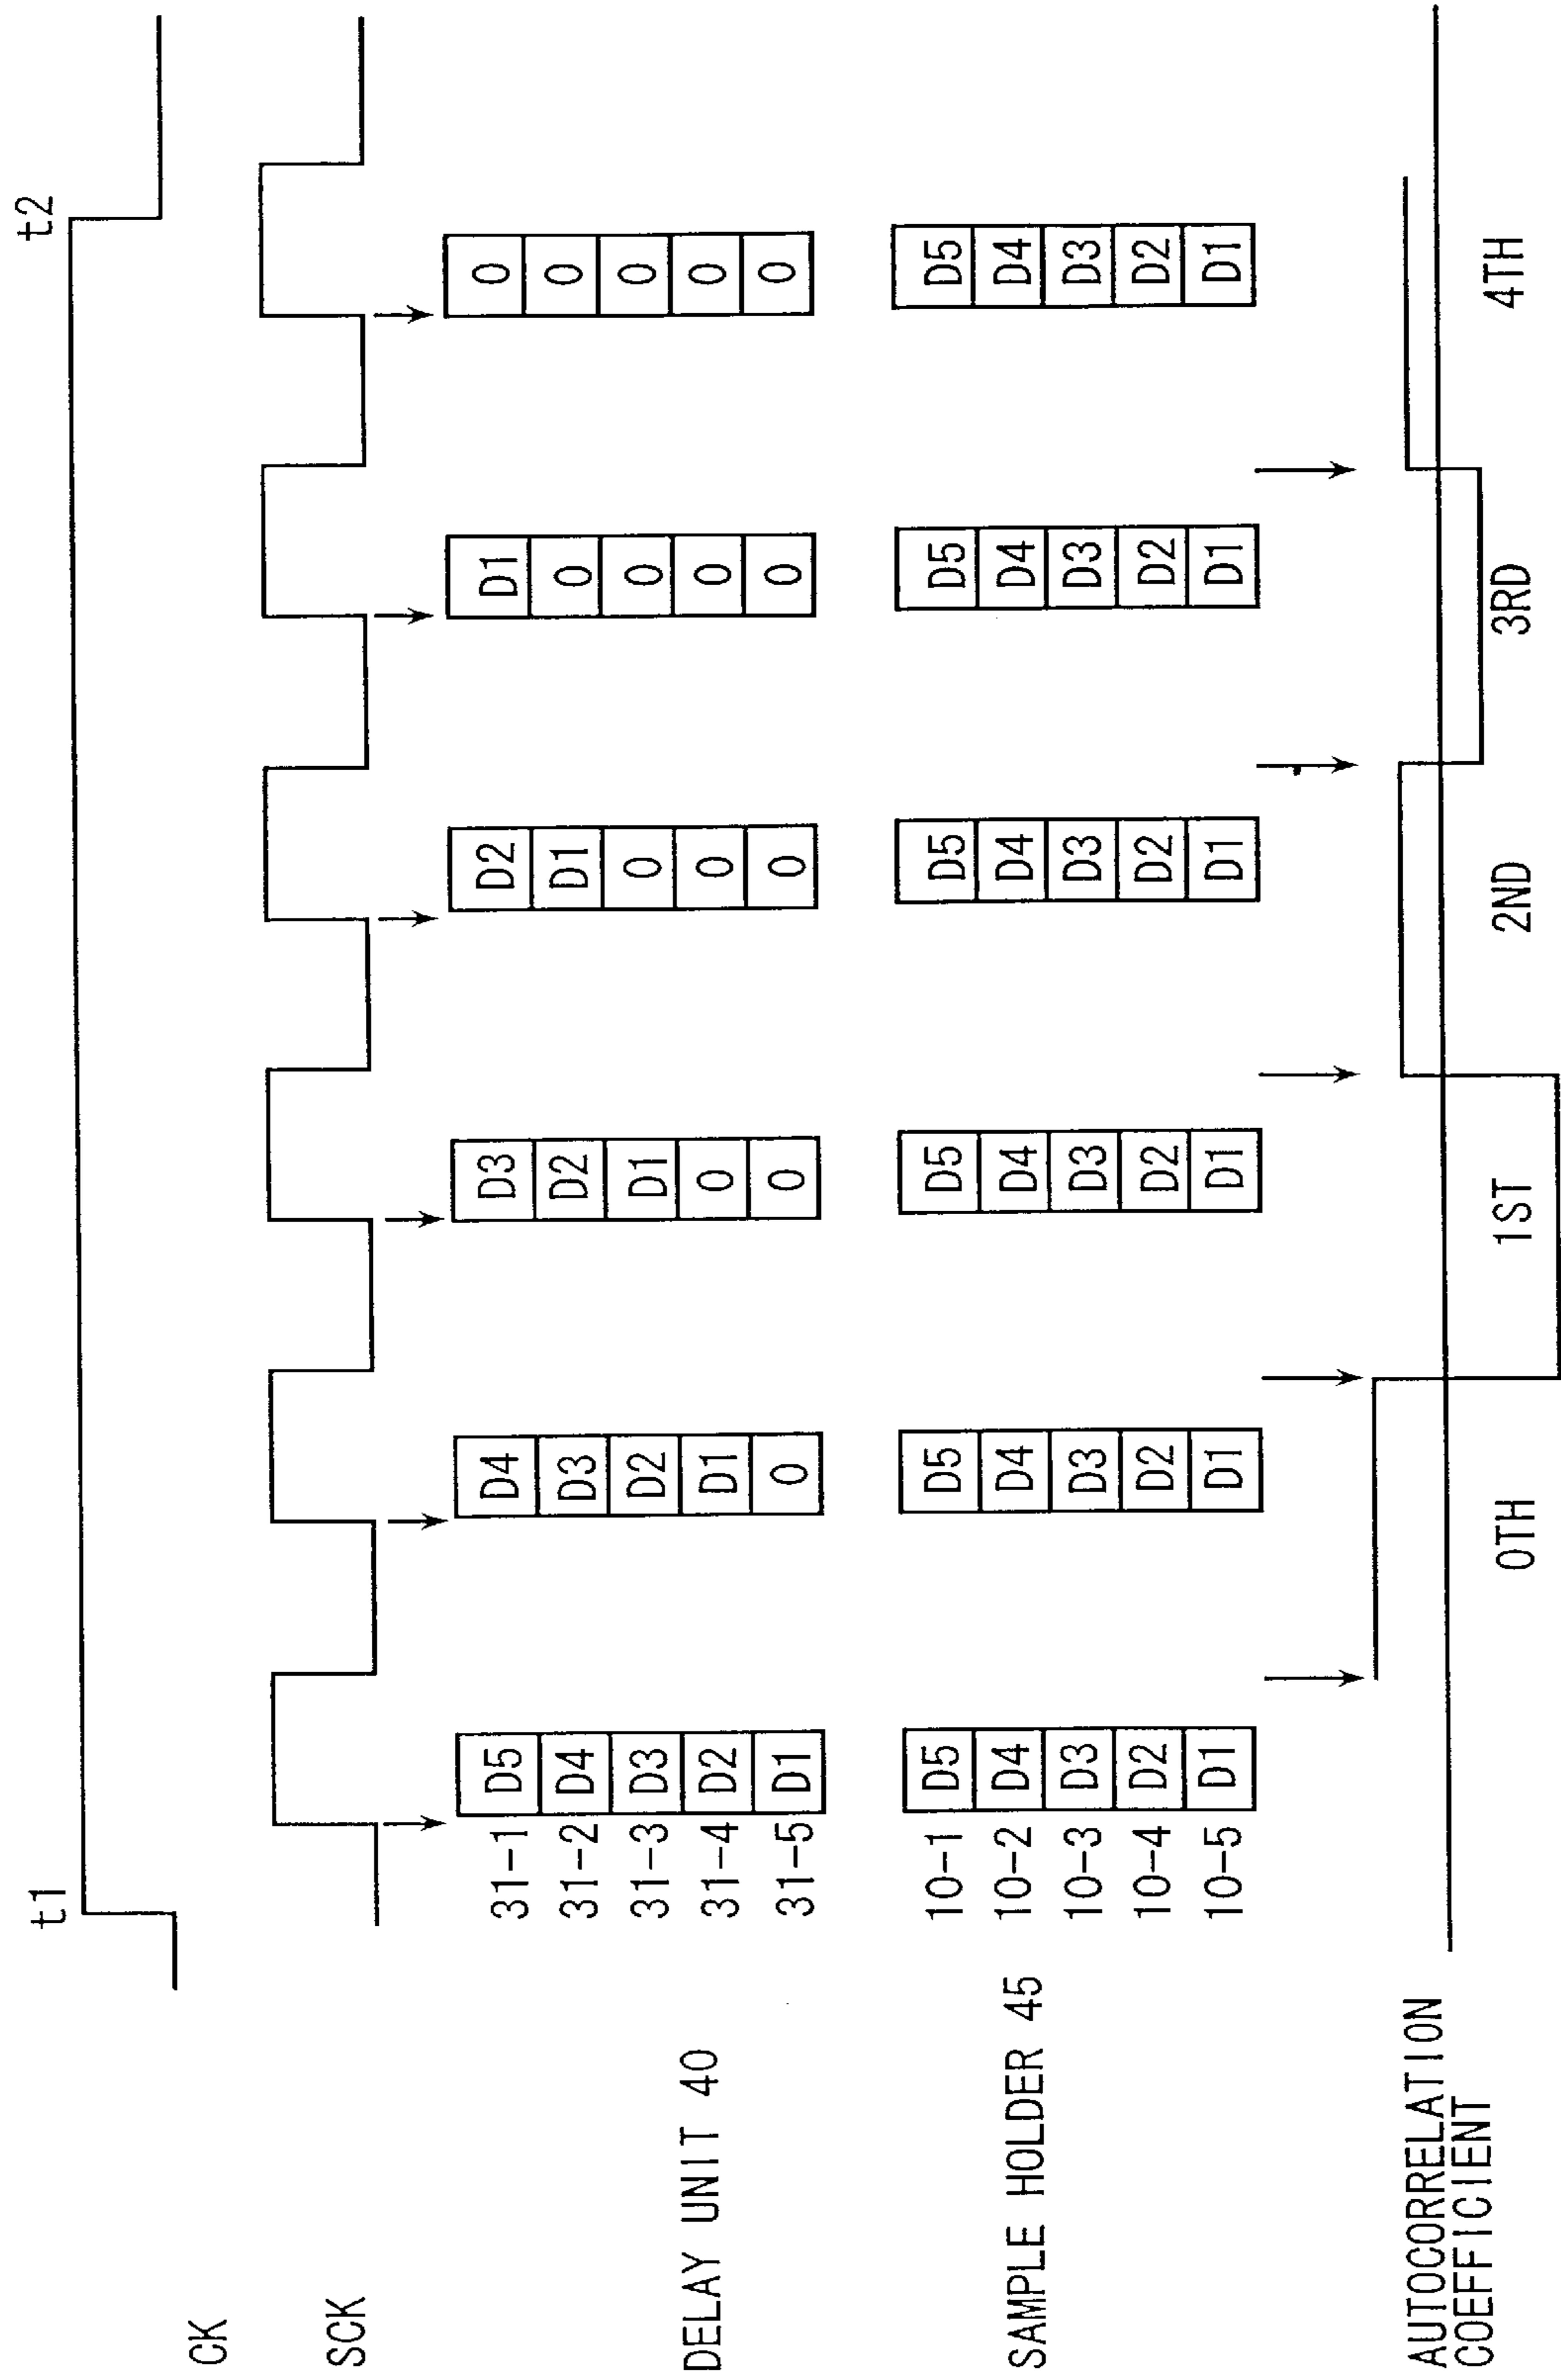 t1
t2
CK
SCK
DELAY UNIT 40
31-1 D5 D4 D3 D2 D1 0
31-2 D4 D3 D2 D1 0 0
31-3 D3 D2 D1 0 0 0
31-4 D2 D1 0 0 0 0
31-5 D1 0 0 0 0 0
SAMPLE HOLDER 45
10-1 D5 D5 D5 D5 D5 D5
10-2 D4 D4 D4 D4 D4 D4
10-3 D3 D3 D3 D3 D3 D3
10-4 D2 D2 D2 D2 D2 D2
10-5 D1 D1 D1 D1 D1 D1
AUTOCORRELATION
COEFFICIENT
0TH 1ST 2ND 3RD 4TH